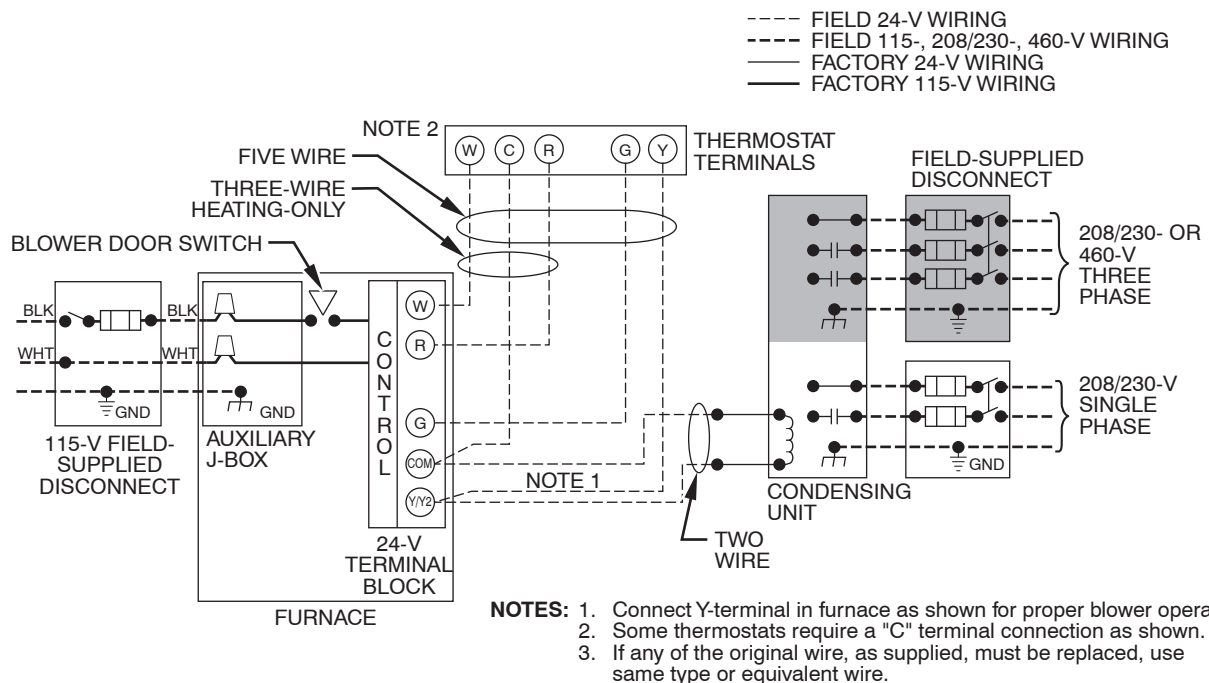 FIELD 24-V WIRING
FIELD 115-, 208/230-, 460-V WIRING
FACTORY 24-V WIRING
FACTORY 115-V WIRING
NOTE 2
W C R G Y
THERMOSTAT
TERMINALS
FIVE WIRE
THREE-WIRE
HEATING-ONLY
BLOWER DOOR SWITCH
FIELD-SUPPLIED
DISCONNECT
208/230- OR
460-V
THREE
PHASE
BLK
BLK
WHT
WHT
GND
GND
115-V FIELD-
SUPPLIED
DISCONNECT
AUXILIARY
J-BOX
CONTROL
W
R
G
COM
Y/Y2
NOTE 1
24-V
TERMINAL
BLOCK
FURNACE
TWO
WIRE
CONDENSING
UNIT
GND
208/230-V
SINGLE
PHASE
NOTES: 1. Connect Y-terminal in furnace as shown for proper blower opera
2. Some thermostats require a "C" terminal connection as shown.
3. If any of the original wire, as supplied, must be replaced, use
same type or equivalent wire.